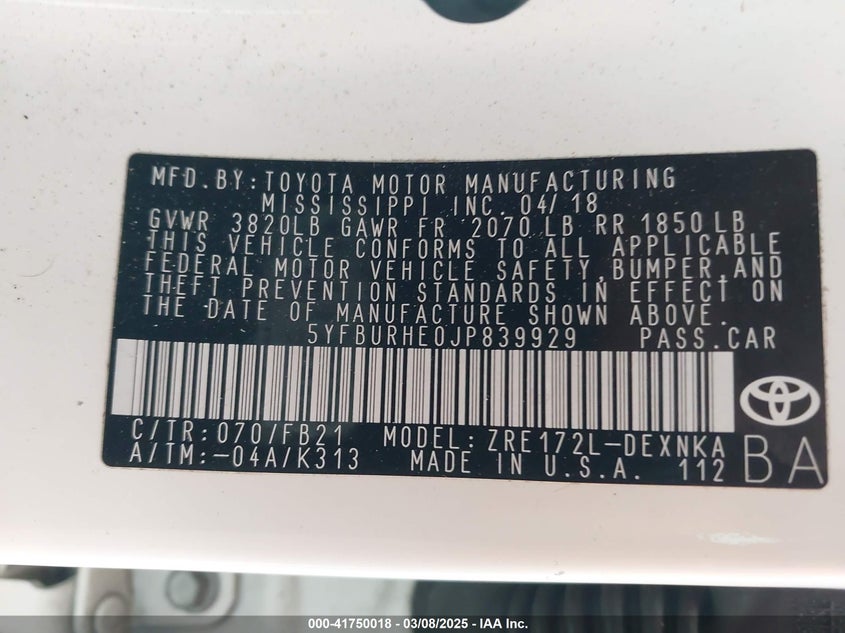 MFD.BY:TOYOTA MOTOR MANUFACTURING
MISSISSIPPI INC. 04/18
GVWR 3820LB GAWR FR 2070 LB RR 1850 LB
THIS VEHICLE CONFORMS TO ALL APPLICABLE
FEDERAL MOTOR VEHICLE SAFETY,BUMPER,AND
THEFT PREVENTION STANDARDS IN EFFECT ON
THE DATE OF MANUFACTURE SHOWN ABOVE.
5YFBURHE0JP839929 PASS.CAR
C/TR:070/FB21 MODEL:ZRE172L-DEXNKA
A/TM:-04A/K313 MADE IN U.S.A. 112 BA
000-41750018 - 03/08/2025 - IAA Inc.